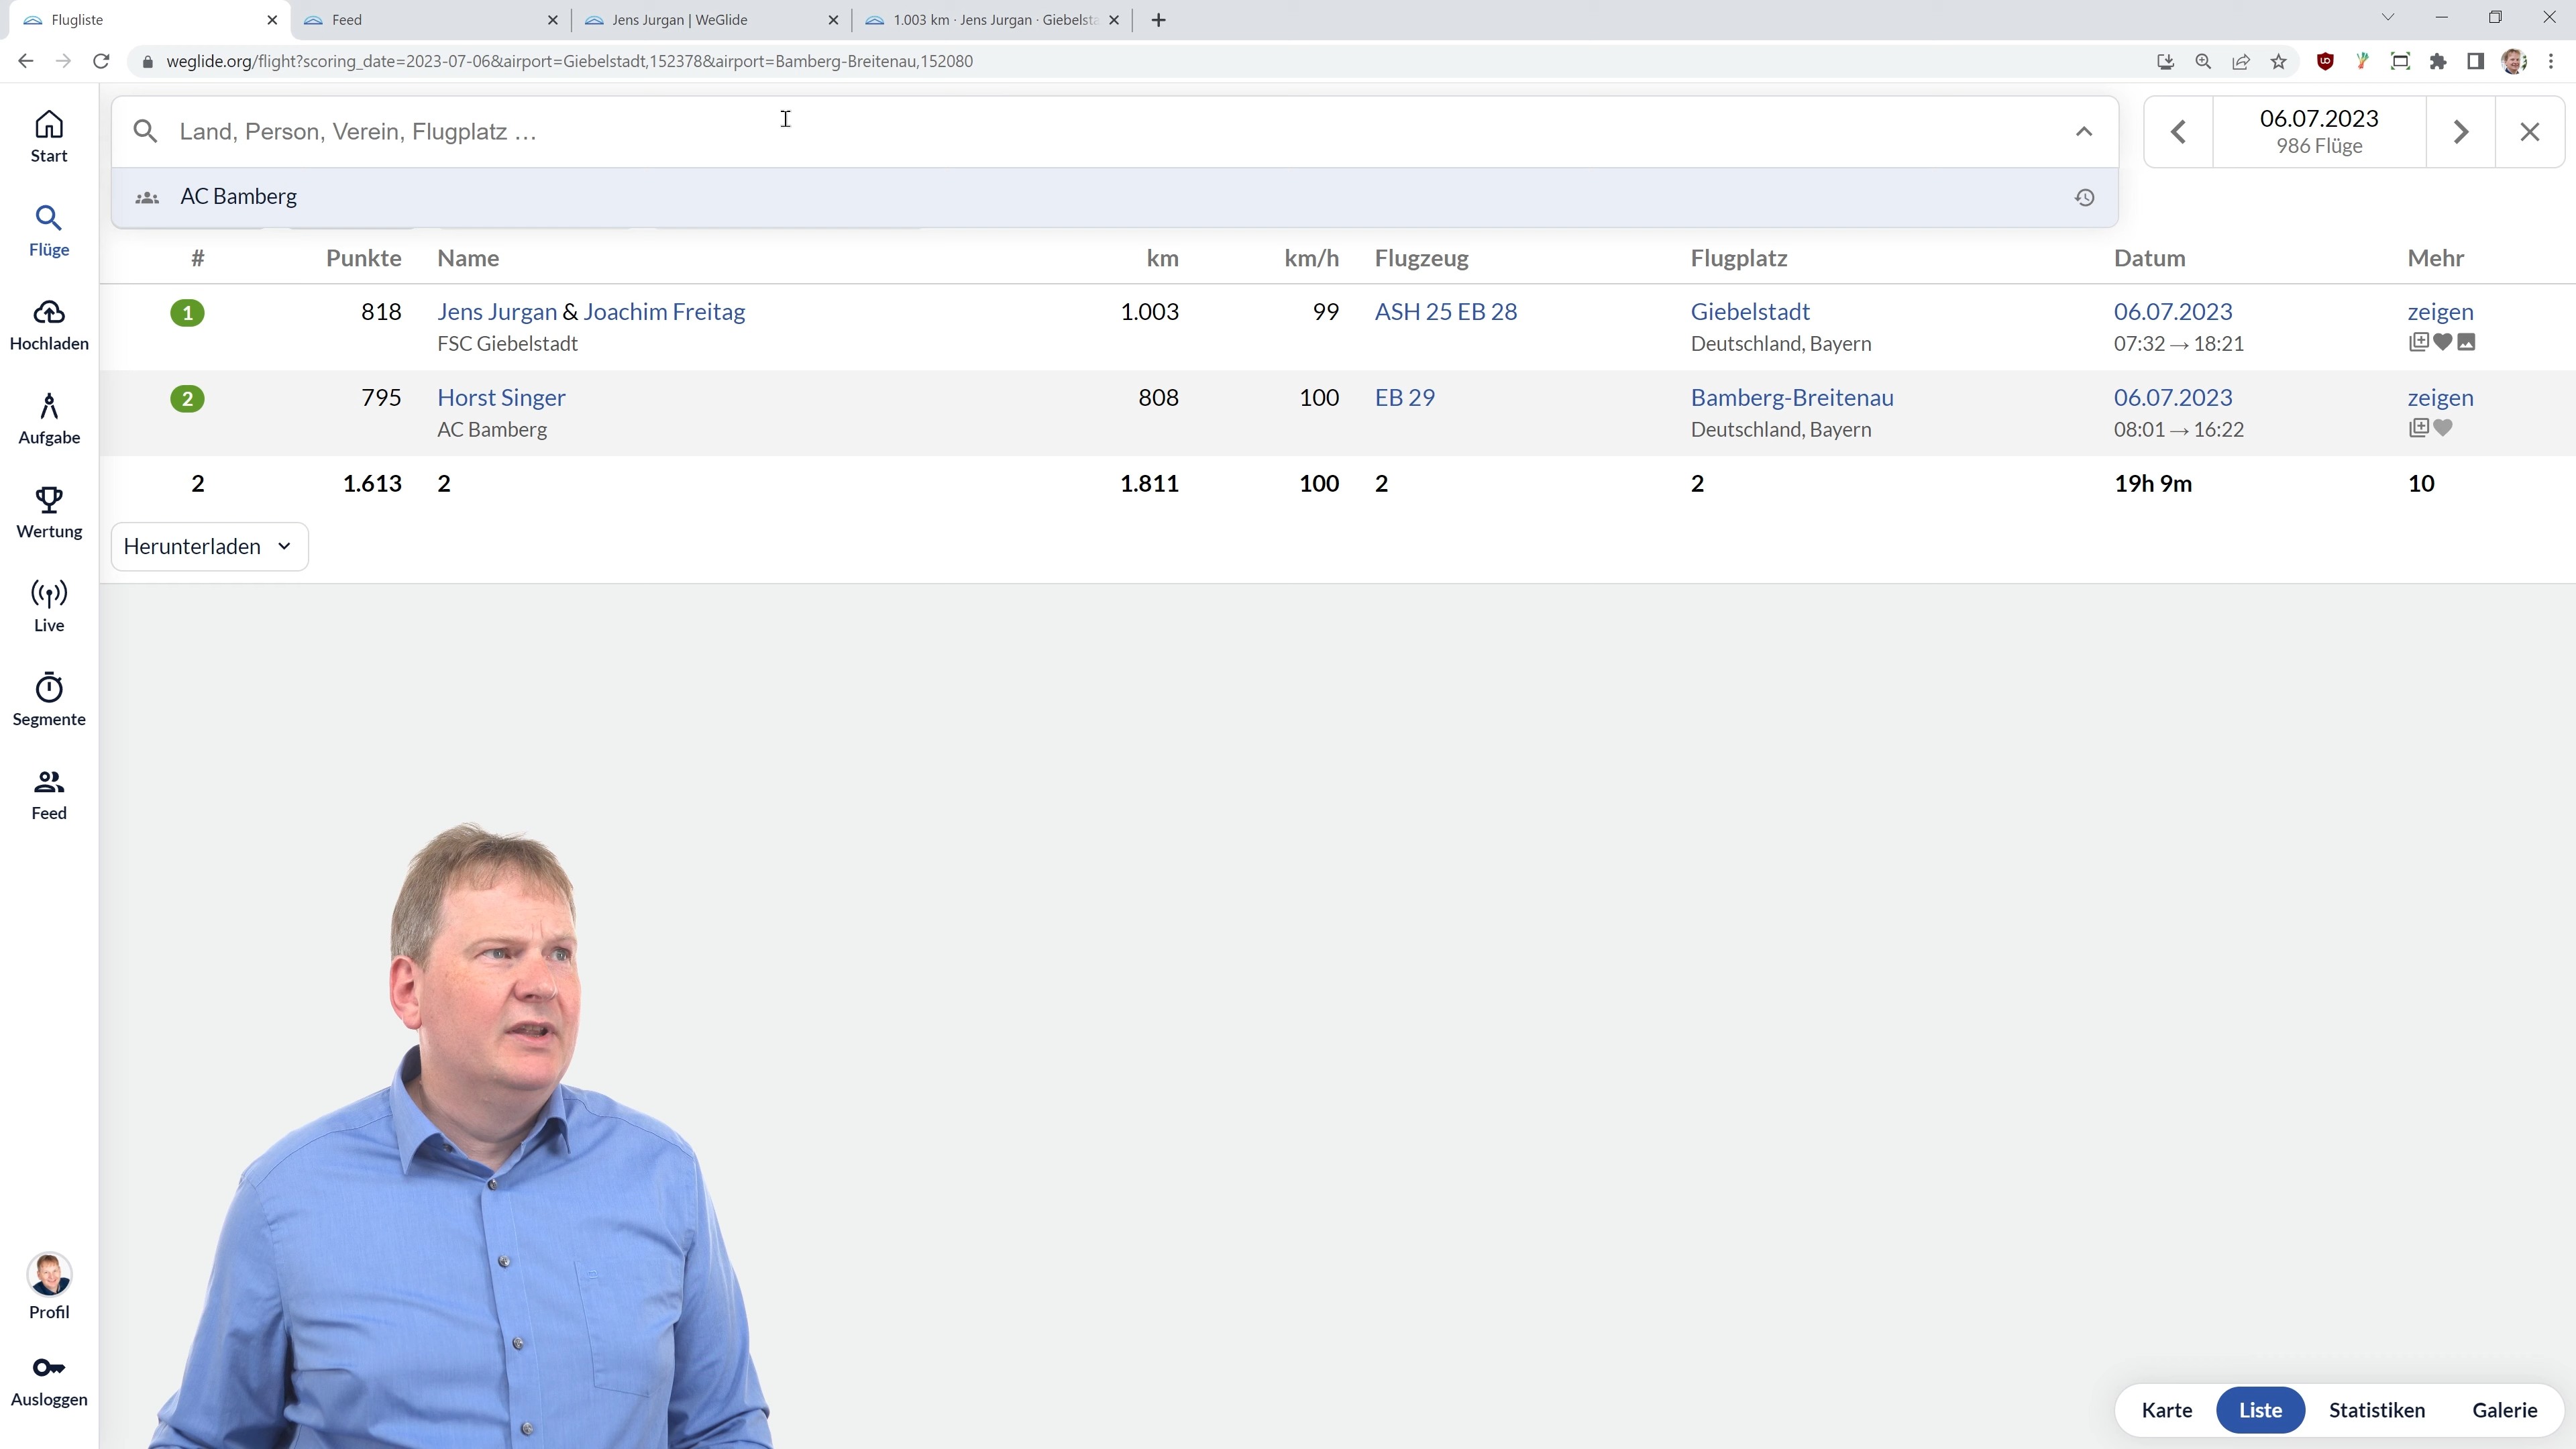 Flugliste
Feed
Jens Jurgan | WeGlide
1.003 km · Jens Jurgan · Giebelsta
weglide.org/flight?scoring_date=2023-07-06&airport=Giebelstadt,152378&airport=Bamberg-Breitenau,152080
Start
Flüge
Hochladen
Aufgabe
Wertung
Live
Segmente
Feed
Profil
Ausloggen
Land, Person, Verein, Flugplatz ...
06.07.2023
986 Flüge
AC Bamberg
# Punkte Name km km/h Flugzeug Flugplatz Datum Mehr
1 818 Jens Jurgan & Joachim Freitag 1.003 99 ASH 25 EB 28 Giebelstadt 06.07.2023 zeigen
FSC Giebelstadt Deutschland, Bayern 07:32 → 18:21
2 795 Horst Singer 808 100 EB 29 Bamberg-Breitenau 06.07.2023 zeigen
AC Bamberg Deutschland, Bayern 08:01 → 16:22
2 1.613 2 1.811 100 2 2 19h 9m 10
Herunterladen
Karte Liste Statistiken Galerie